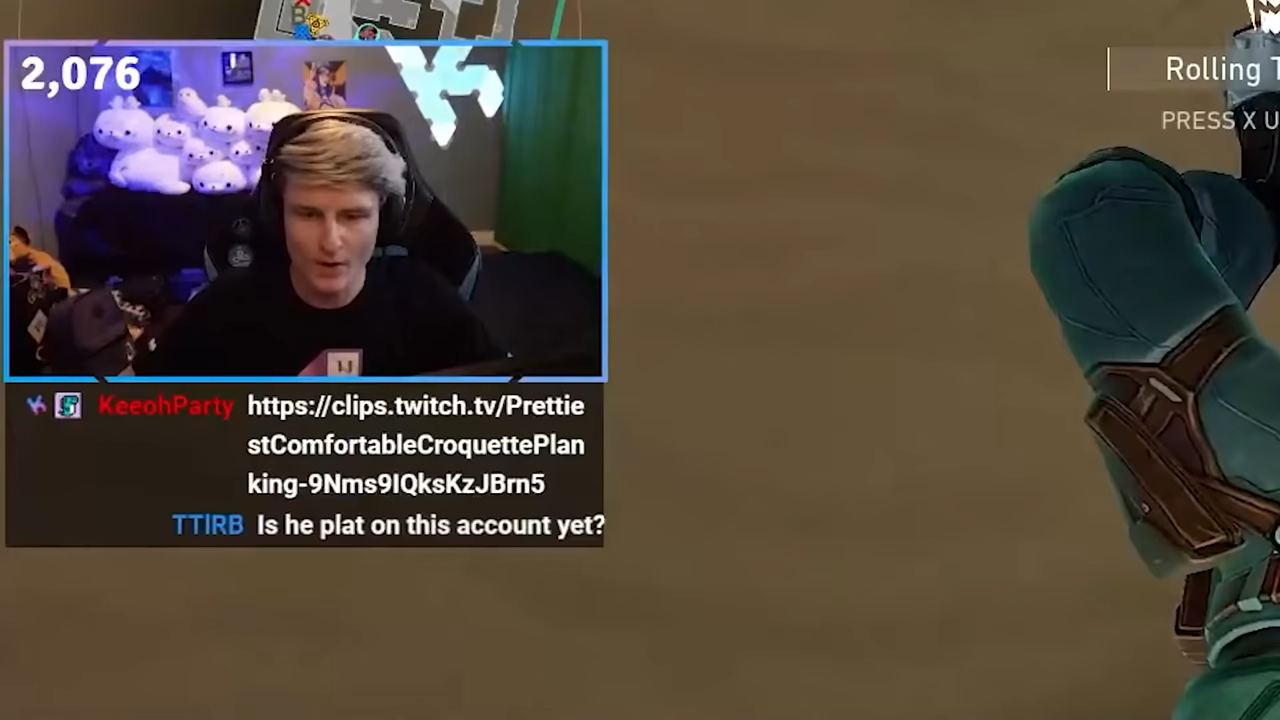 B
2,076
Rolling T
PRESS X U
KeeohParty https://clips.twitch.tv/Prettie
stComfortableCroquettePlan
king-9Nms9IQksKzJBrn5
TTIRB Is he plat on this account yet?